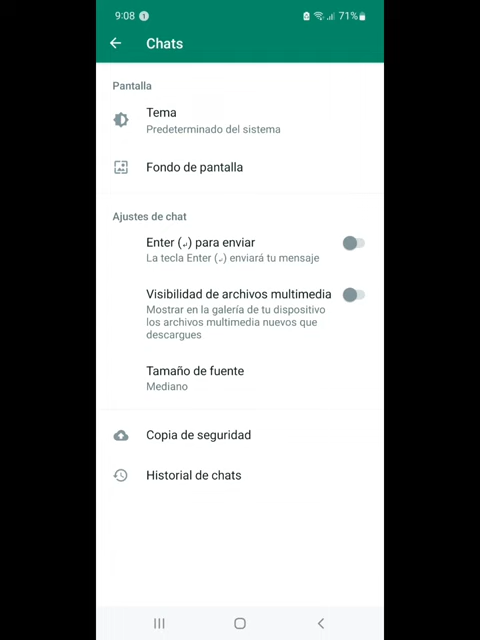 9:08 1 71%
Chats
Pantalla
Tema
Predeterminado del sistema
Fondo de pantalla
Ajustes de chat
Enter (⤶) para enviar
La tecla Enter (⤶) enviará tu mensaje
Visibilidad de archivos multimedia
Mostrar en la galería de tu dispositivo
los archivos multimedia nuevos que
descargues
Tamaño de fuente
Mediano
Copia de seguridad
Historial de chats